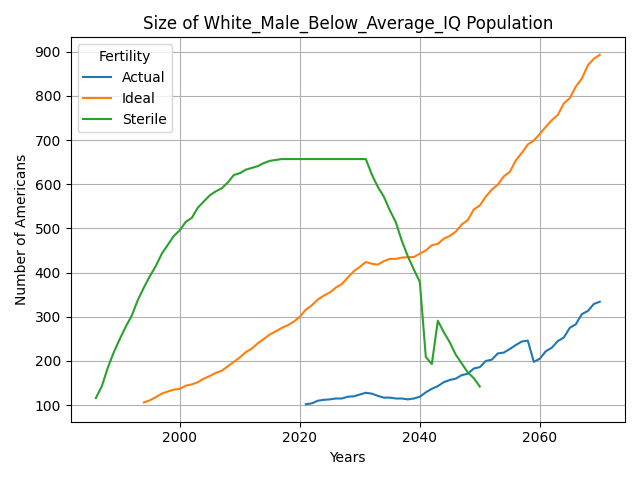 Size of White_Male_Below_Average_IQ Population
Number of Americans
900
800
700
600
500
400
300
200
100
Fertility
Actual
Ideal
Sterile
2000
2020
2040
2060
Years